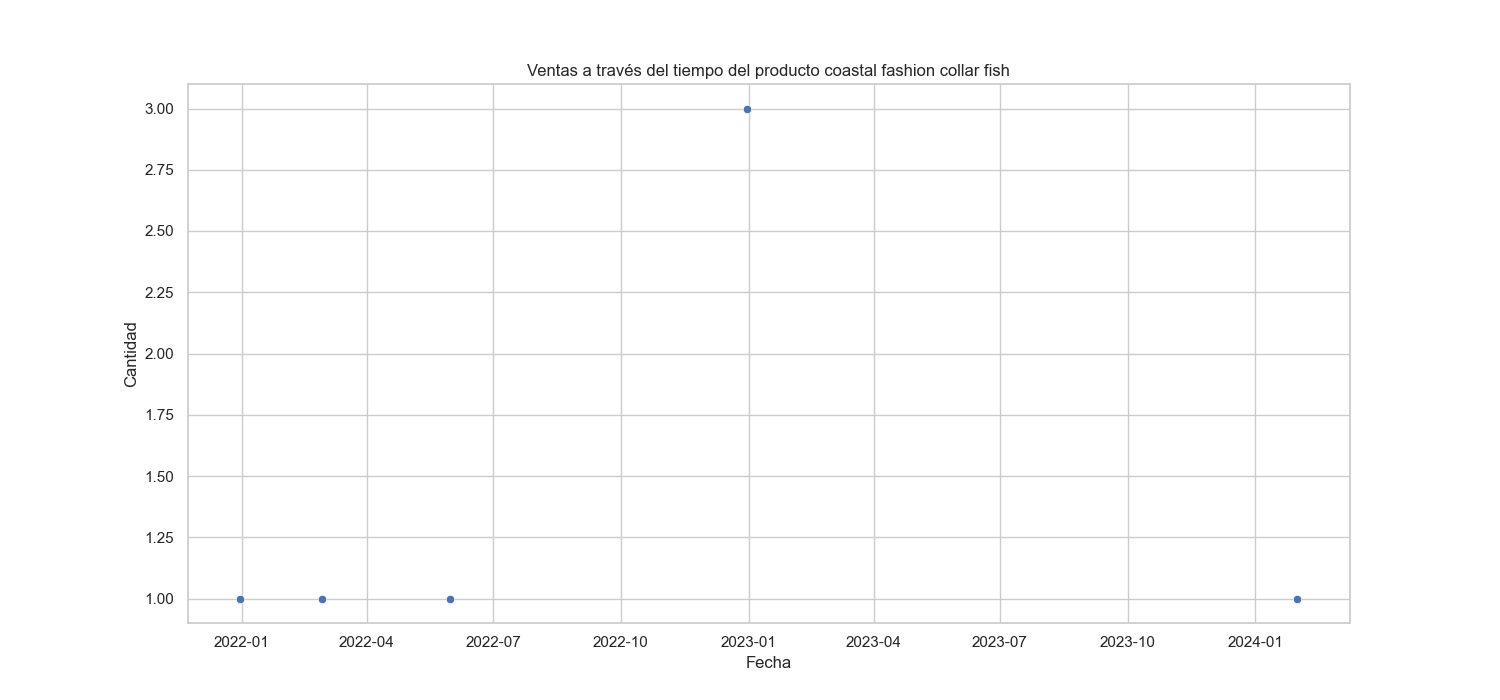 Ventas a través del tiempo del producto coastal fashion collar fish
3.00
2.75
2.50
2.25
2.00
1.75
1.50
1.25
1.00
Cantidad
2022-01 2022-04 2022-07 2022-10 2023-01 2023-04 2023-07 2023-10 2024-01
Fecha